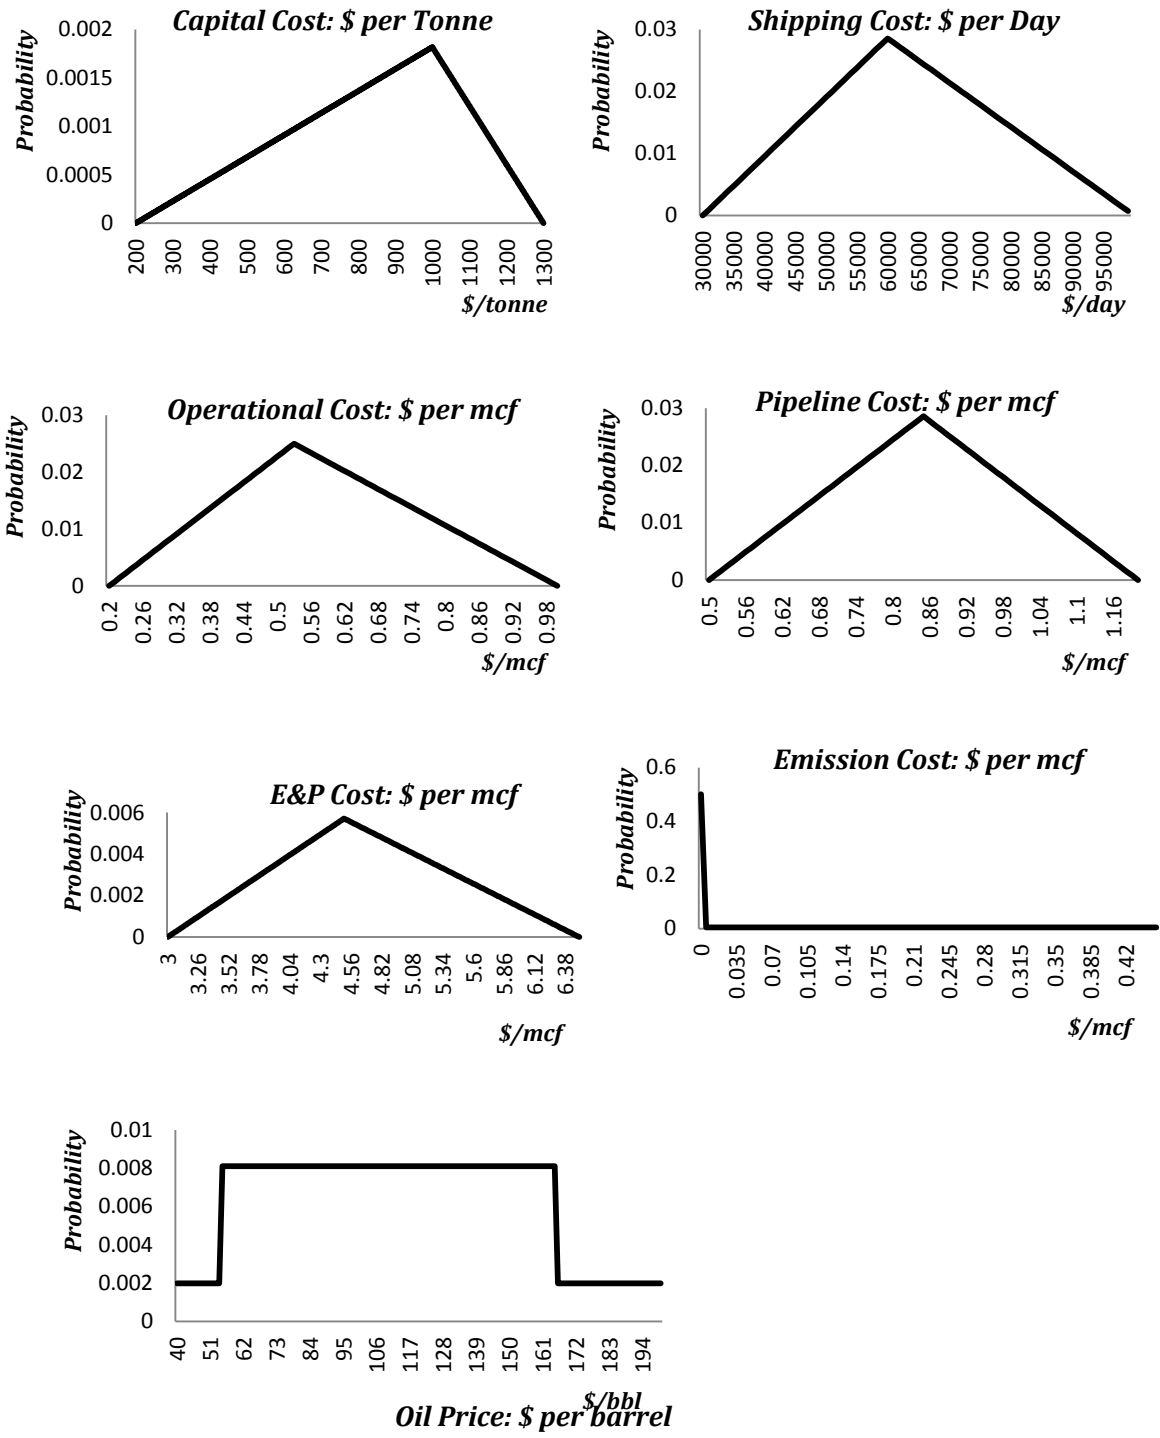 Capital Cost: $ per Tonne
Probability
0.002
0.0015
0.001
0.0005
0
200 300 400 500 600 700 800 900 1000 1100 1200 1300
$/tonne
Shipping Cost: $ per Day
Probability
0.03
0.02
0.01
0
30000 35000 40000 45000 50000 55000 60000 65000 70000 75000 80000 85000 90000 95000
$/day
Operational Cost: $ per mcf
Probability
0.03
0.02
0.01
0
0.2 0.26 0.32 0.38 0.44 0.5 0.56 0.62 0.68 0.74 0.8 0.86 0.92 0.98
$/mcf
Pipeline Cost: $ per mcf
Probability
0.03
0.02
0.01
0
0.5 0.56 0.62 0.68 0.74 0.8 0.86 0.92 0.98 1.04 1.1 1.16
$/mcf
E&P Cost: $ per mcf
Probability
0.006
0.004
0.002
0
3 3.26 3.52 3.78 4.04 4.3 4.56 4.82 5.08 5.34 5.6 5.86 6.12 6.38
$/mcf
Emission Cost: $ per mcf
Probability
0.6
0.4
0.2
0
0 0.035 0.07 0.105 0.14 0.175 0.21 0.245 0.28 0.315 0.35 0.385 0.42
$/mcf
Probability
0.01
0.008
0.006
0.004
0.002
0
40 51 62 73 84 95 106 117 128 139 150 161 172 183 194
$/bbl
Oil Price: $ per barrel